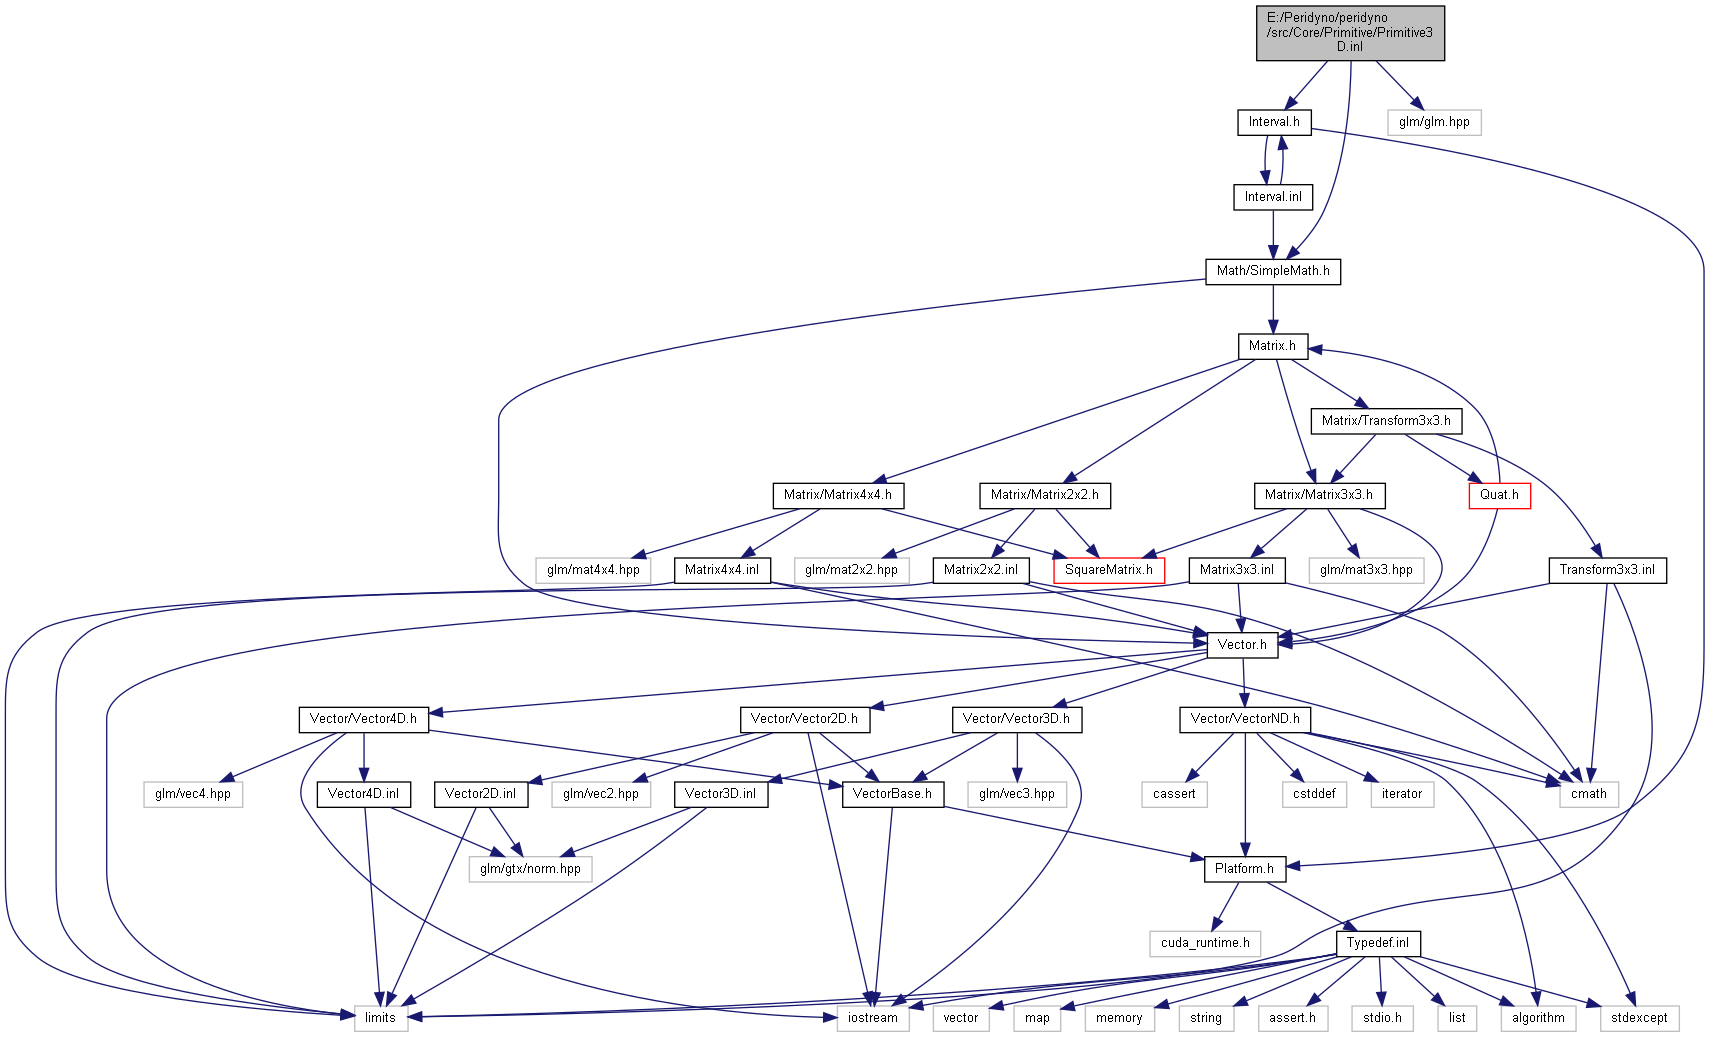 E:/Peridyno/peridyno
/src/Core/Primitive/Primitive3
D.inl
Interval.h
glm/glm.hpp
Interval.inl
Math/SimpleMath.h
Matrix.h
Matrix/Transform3x3.h
Matrix/Matrix4x4.h
Matrix/Matrix2x2.h
Matrix/Matrix3x3.h
Quat.h
glm/mat4x4.hpp
Matrix4x4.inl
glm/mat2x2.hpp
Matrix2x2.inl
SquareMatrix.h
Matrix3x3.inl
glm/mat3x3.hpp
Transform3x3.inl
Vector.h
Vector/Vector4D.h
Vector/Vector2D.h
Vector/Vector3D.h
Vector/VectorND.h
glm/vec4.hpp
Vector4D.inl
Vector2D.inl
glm/vec2.hpp
Vector3D.inl
VectorBase.h
glm/vec3.hpp
cassert
cstddef
iterator
cmath
glm/gtx/norm.hpp
Platform.h
cuda_runtime.h
Typedef.inl
limits
iostream
vector
map
memory
string
assert.h
stdio.h
list
algorithm
stdexcept